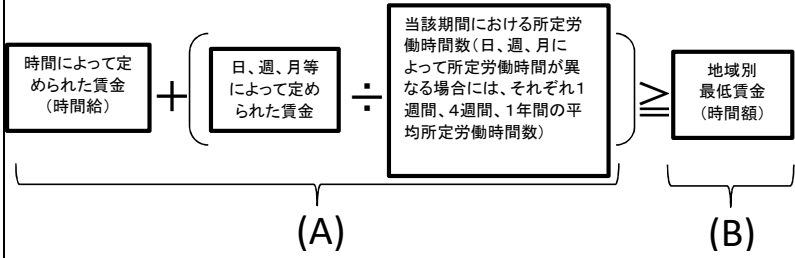 時間によって定
められた賃金
(時間給)
+
日、週、月等
によって定め
られた賃金
÷
当該期間における所定労
働時間数(日、週、月に
よって所定労働時間が異
なる場合には、それぞれ1
週間、4週間、1年間の平
均所定労働時間数)
≧
地域別
最低賃金
(時間額)
(A)
(B)